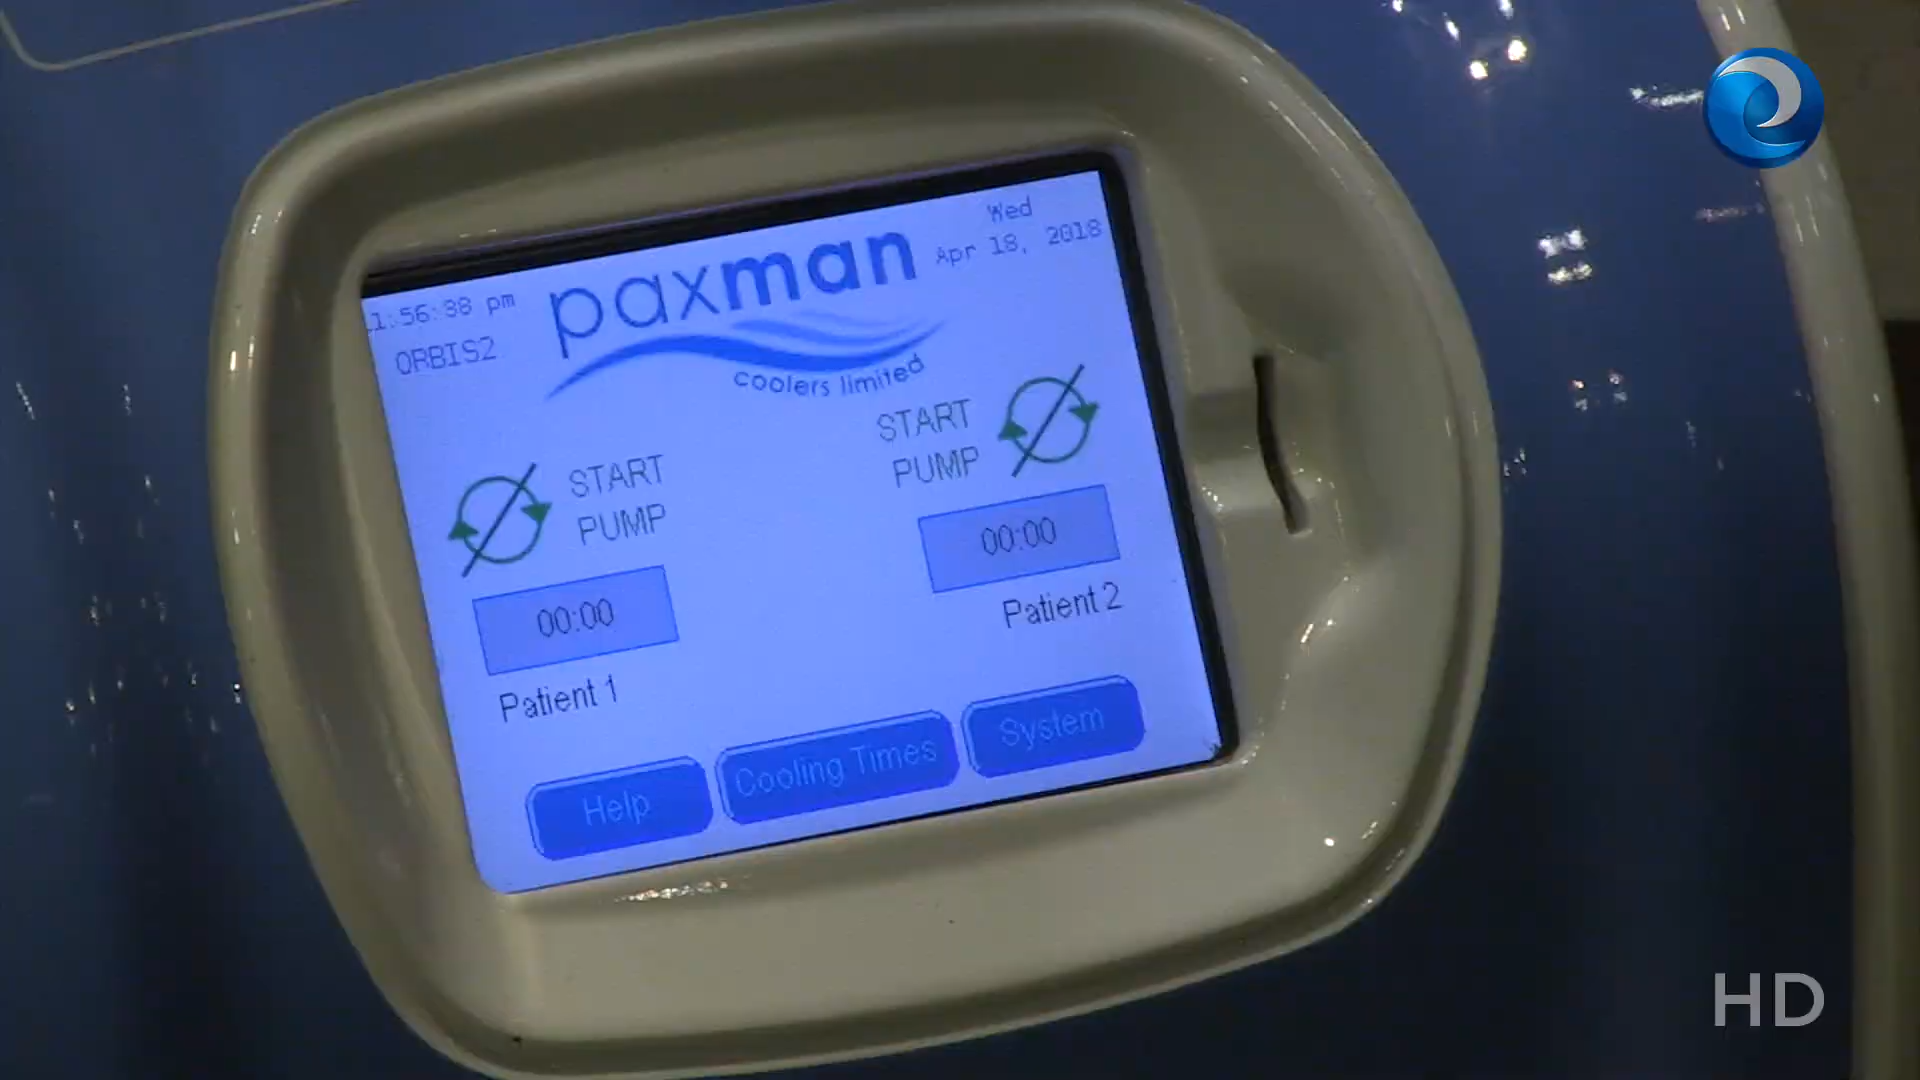 Wed
Apr 18, 2018
1:56:38 pm
ORBIS2
paxman
coolers limited
START
PUMP
START
PUMP
00:00
00:00
Patient 1
Patient 2
Help
Cooling Times
System
HD